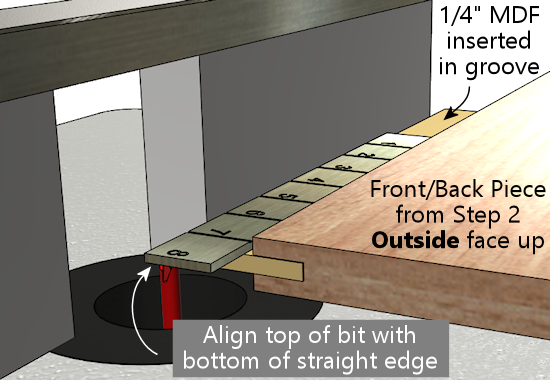 1/4" MDF
inserted
in groove
1
2
3
4
5
6
7
8
Front/Back Piece
from Step 2
Outside face up
Align top of bit with
bottom of straight edge